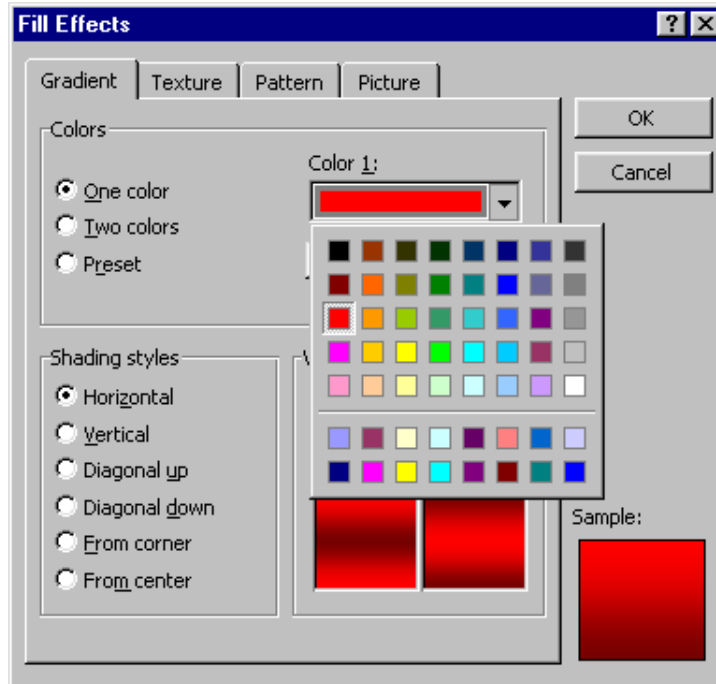 Fill Effects
Gradient Texture Pattern Picture
Colors
Color 1:
One color
Two colors
Preset
Shading styles
Horizontal
Vertical
Diagonal up
Diagonal down
From corner
From center
OK
Cancel
Sample: